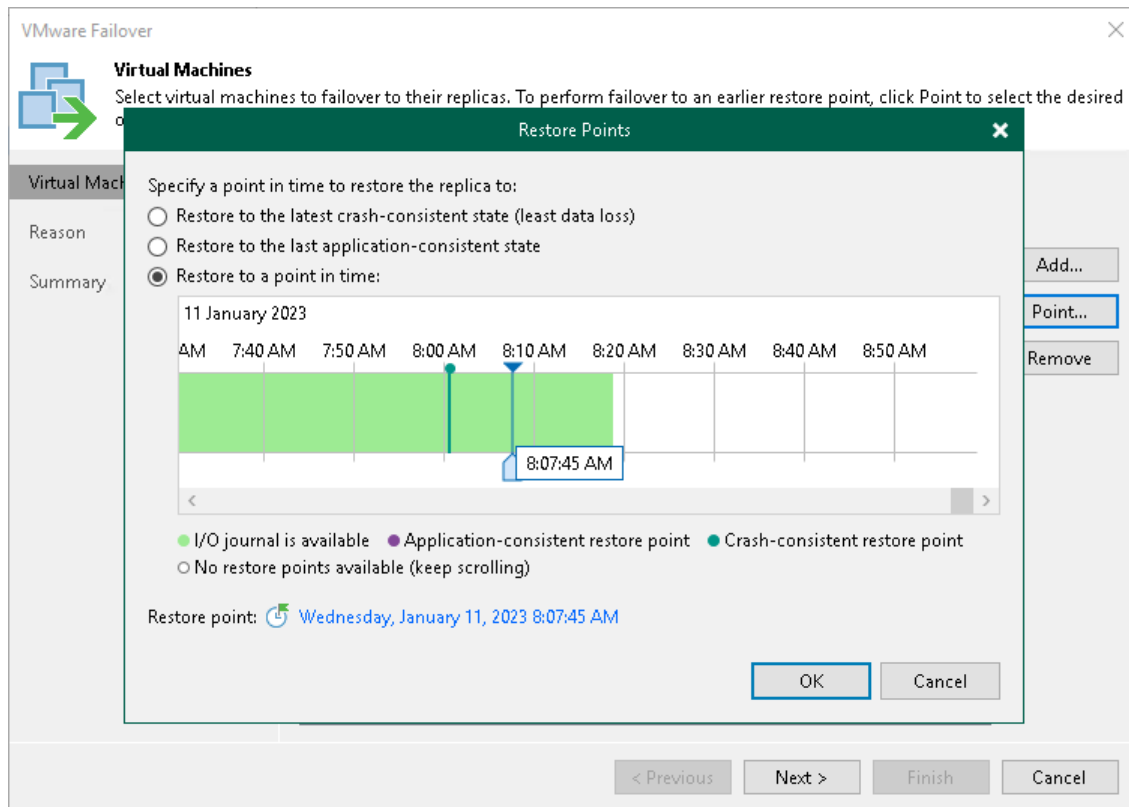 VMware Failover
Virtual Machines
Select virtual machines to failover to their replicas. To perform failover to an earlier restore point, click Point to select the desired
Restore Points
Virtual Mach
Reason
Summary
Specify a point in time to restore the replica to:
Restore to the latest crash-consistent state (least data loss)
Restore to the last application-consistent state
Restore to a point in time:
11 January 2023
AM 7:40 AM 7:50 AM 8:00 AM 8:10 AM 8:20 AM 8:30 AM 8:40 AM 8:50 AM
8:07:45 AM
I/O journal is available Application-consistent restore point Crash-consistent restore point
No restore points available (keep scrolling)
Restore point: Wednesday, January 11, 2023 8:07:45 AM
OK Cancel
Add...
Point...
Remove
< Previous Next > Finish Cancel